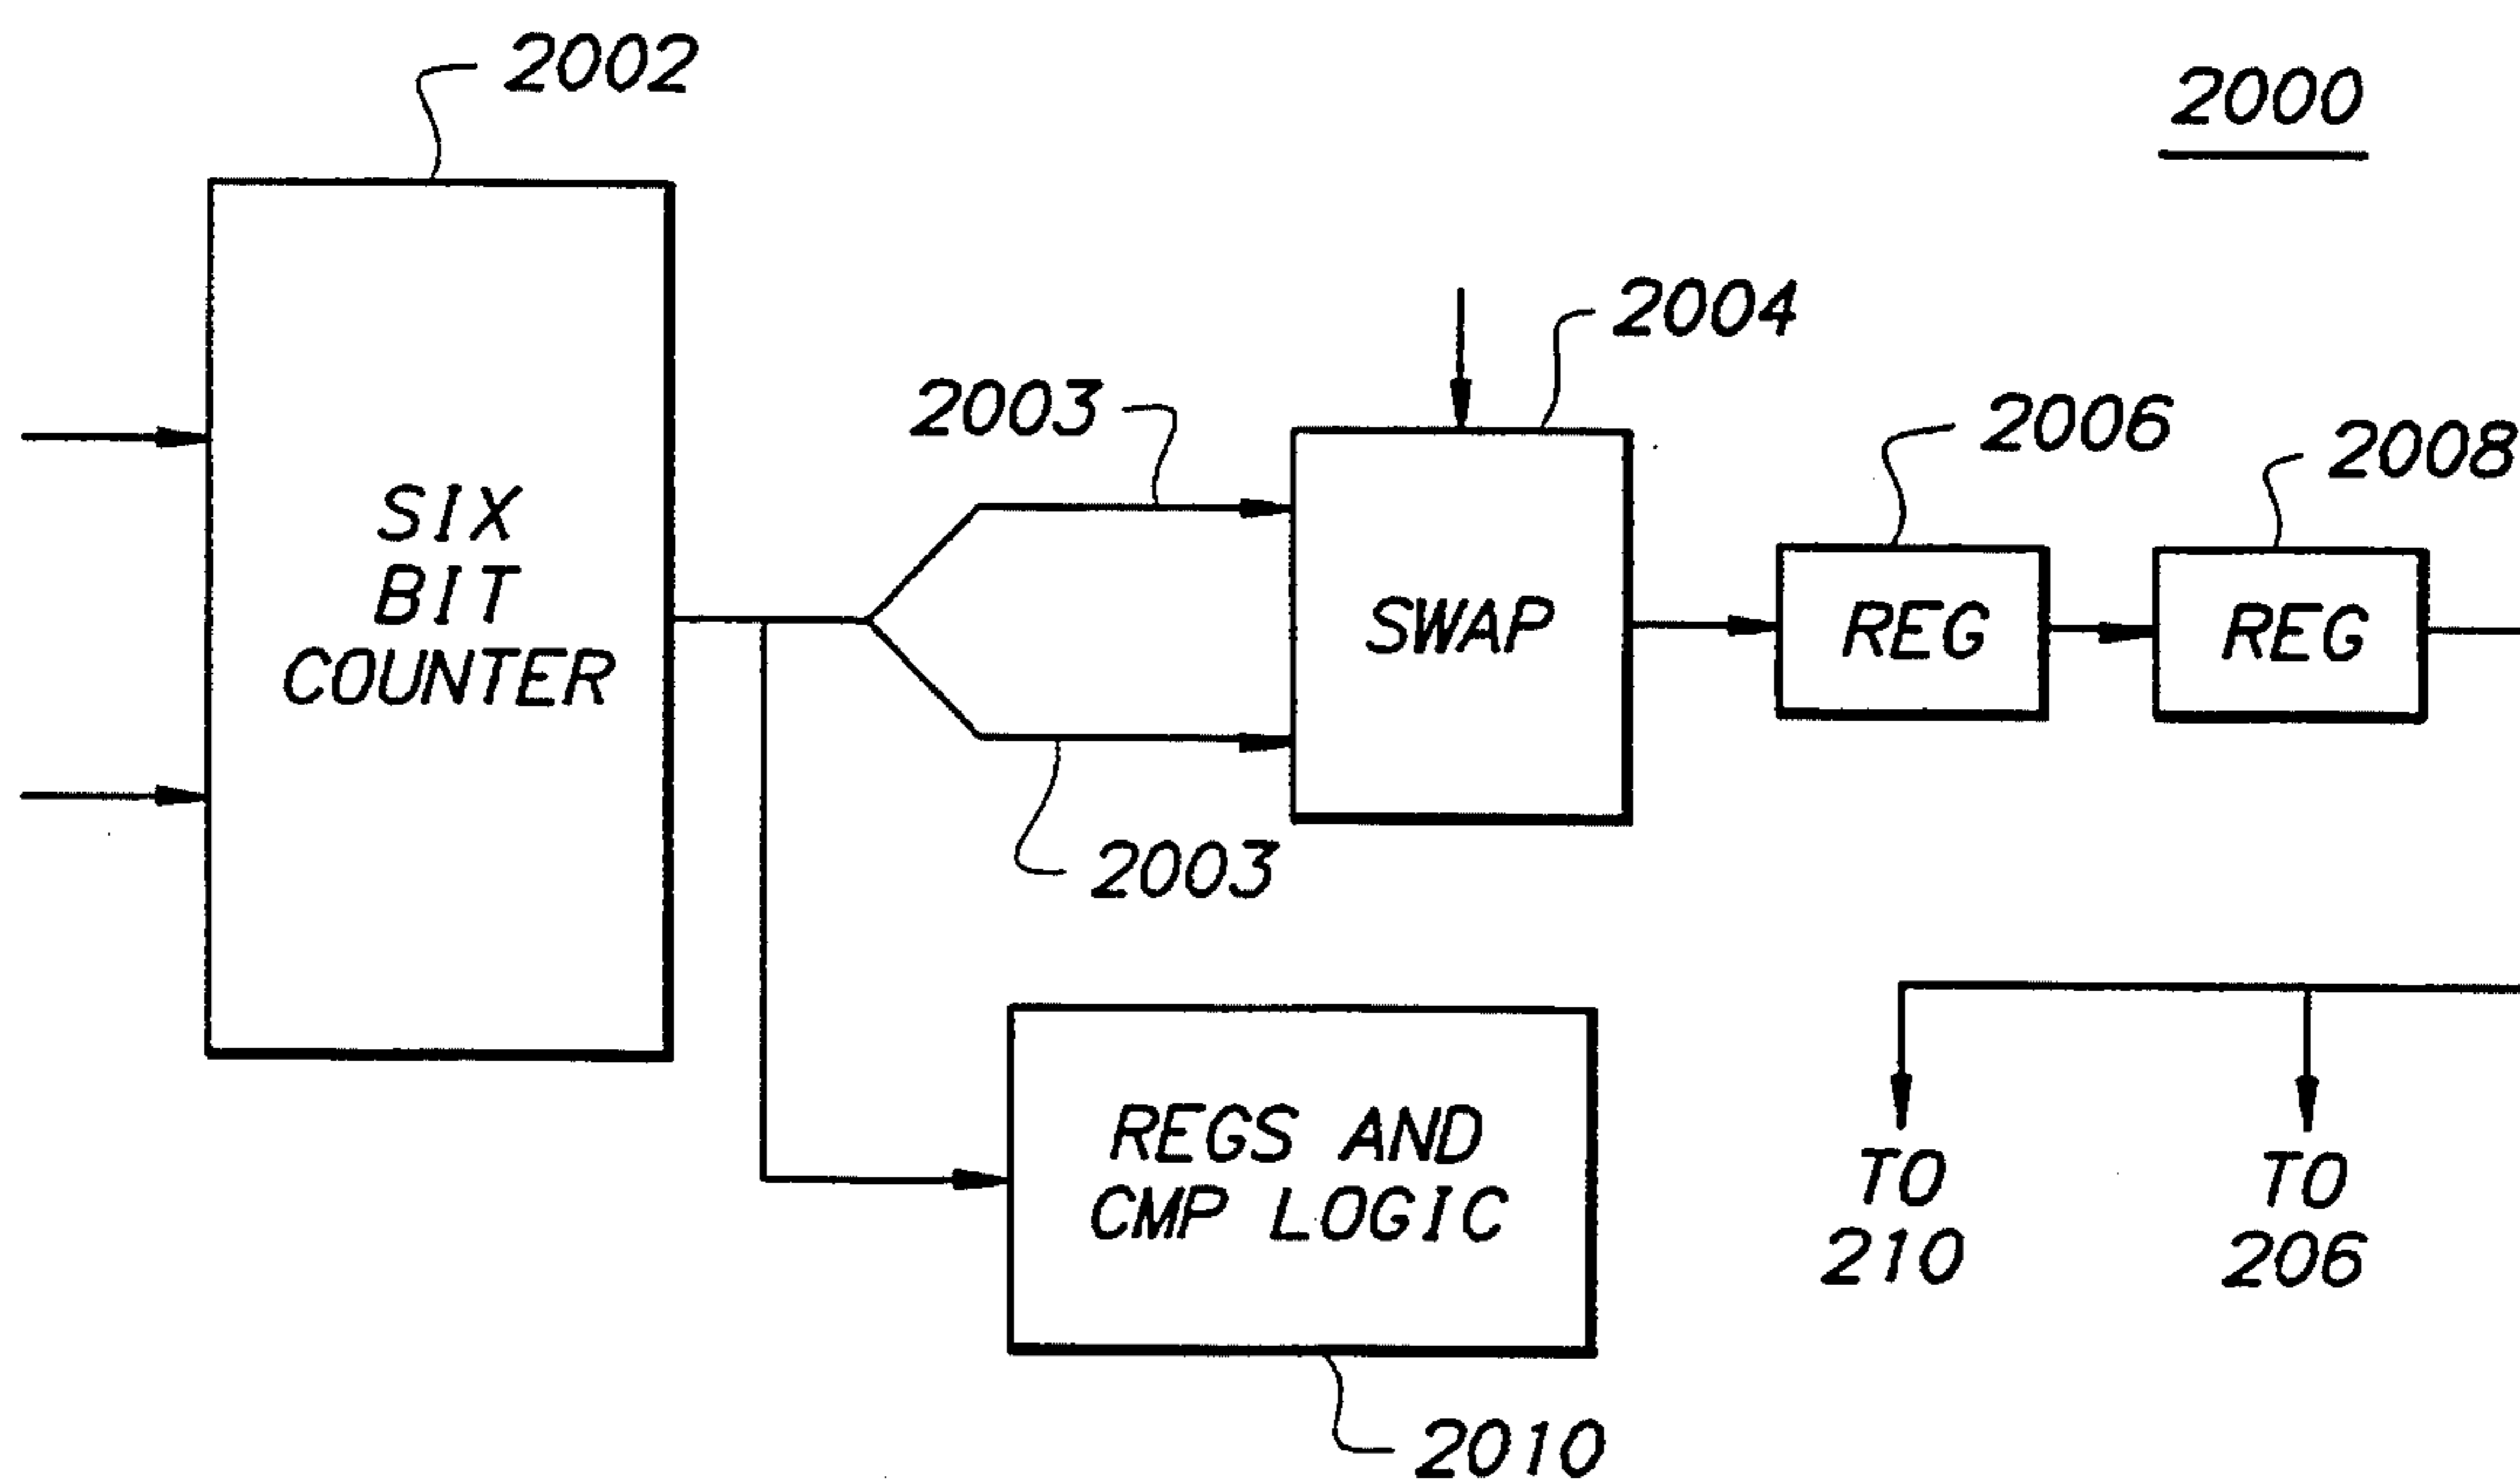 2002
2000
2004
2003
2006
2008
SIX
BIT
COUNTER
SWAP
REG
REG
2003
REGS AND
CMP LOGIC
TO
210
TO
206
2010